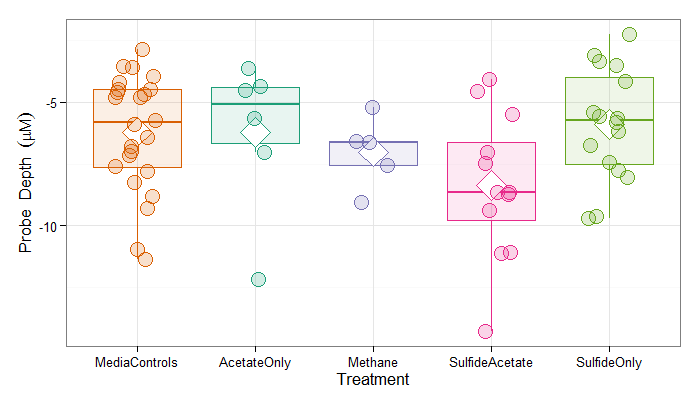 Probe Depth (µM)
-5
-10
MediaControls AcetateOnly Methane SulfideAcetate SulfideOnly
Treatment